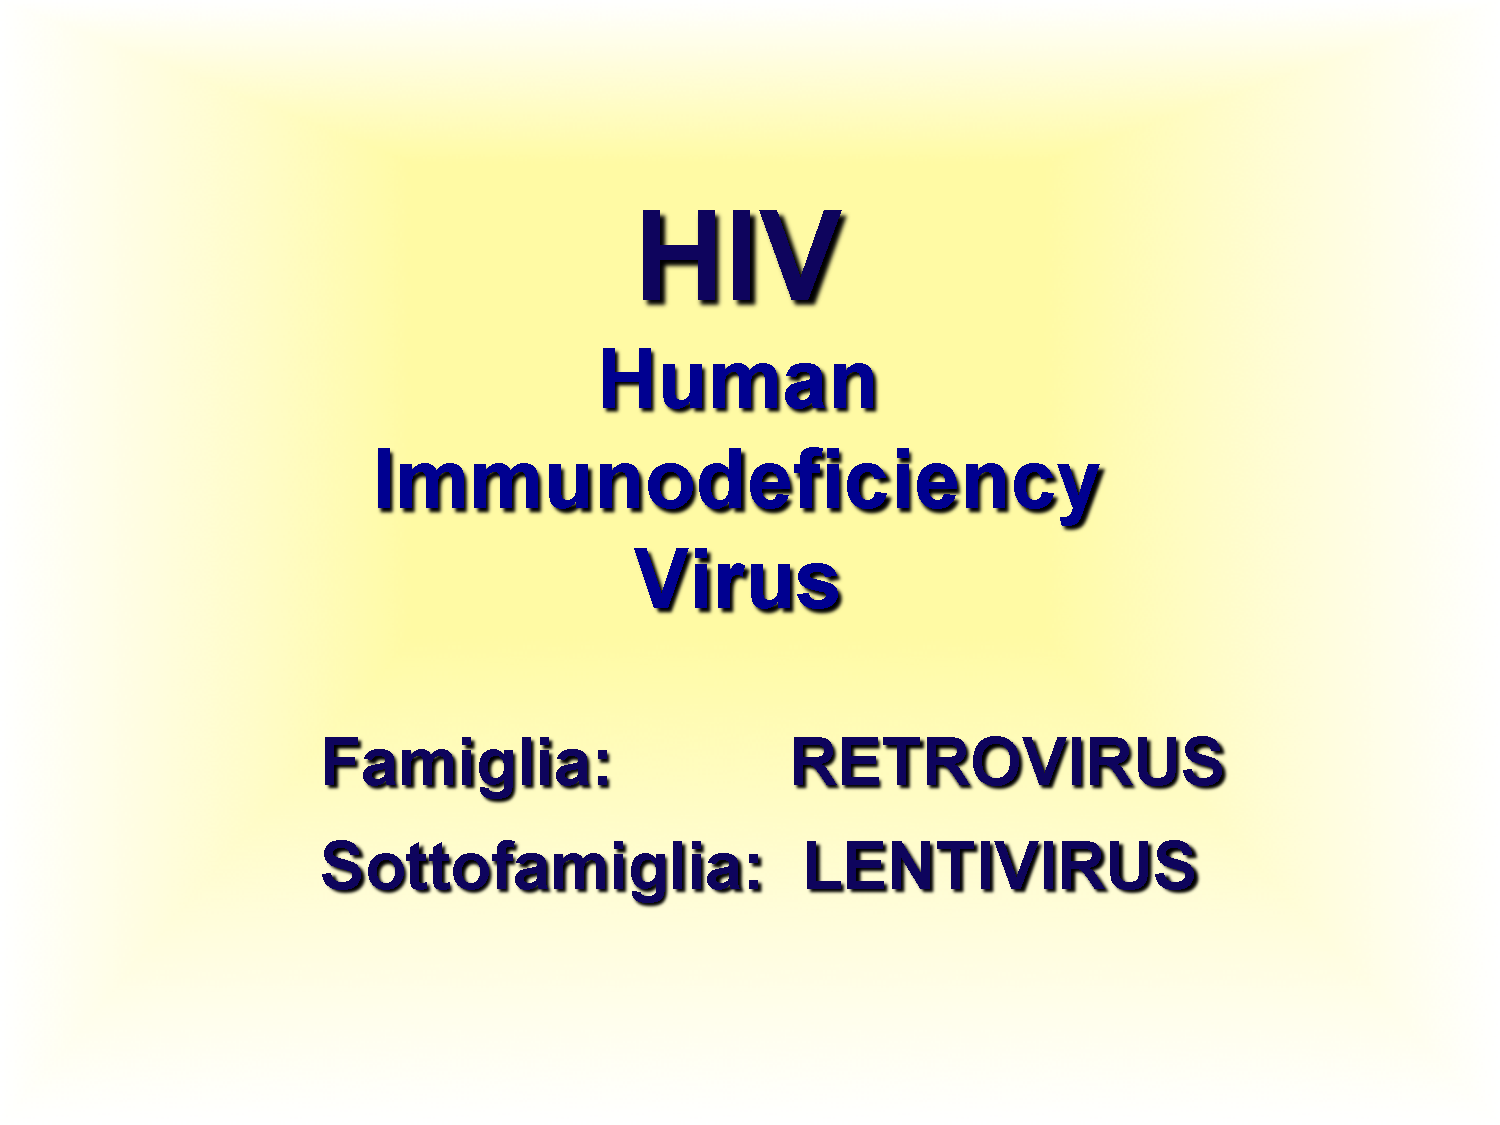 HIV
Human
Immunodeficiency
Virus
Famiglia: RETROVIRUS
Sottofamiglia: LENTIVIRUS